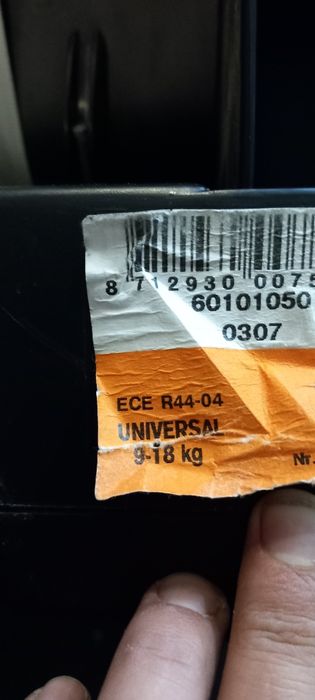 8 712930 0075
60101050
0307
ECE R44-04
UNIVERSAL
9-18 kg
Nr.